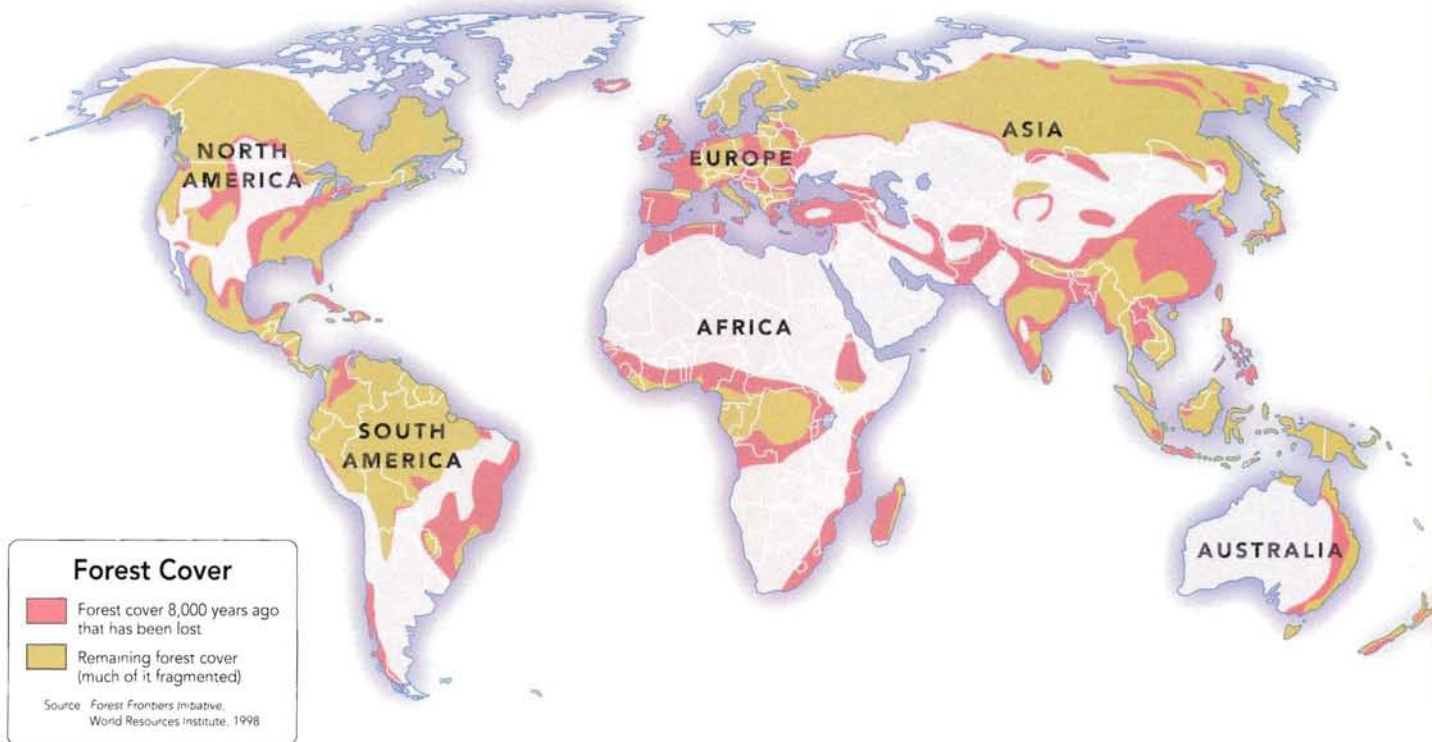 NORTH
AMERICA
EUROPE
ASIA
AFRICA
SOUTH
AMERICA
AUSTRALIA
Forest Cover
Forest cover 8,000 years ago
that has been lost
Remaining forest cover
(much of it fragmented)
Source: Forest Frontiers Initiative,
World Resources Institute, 1998